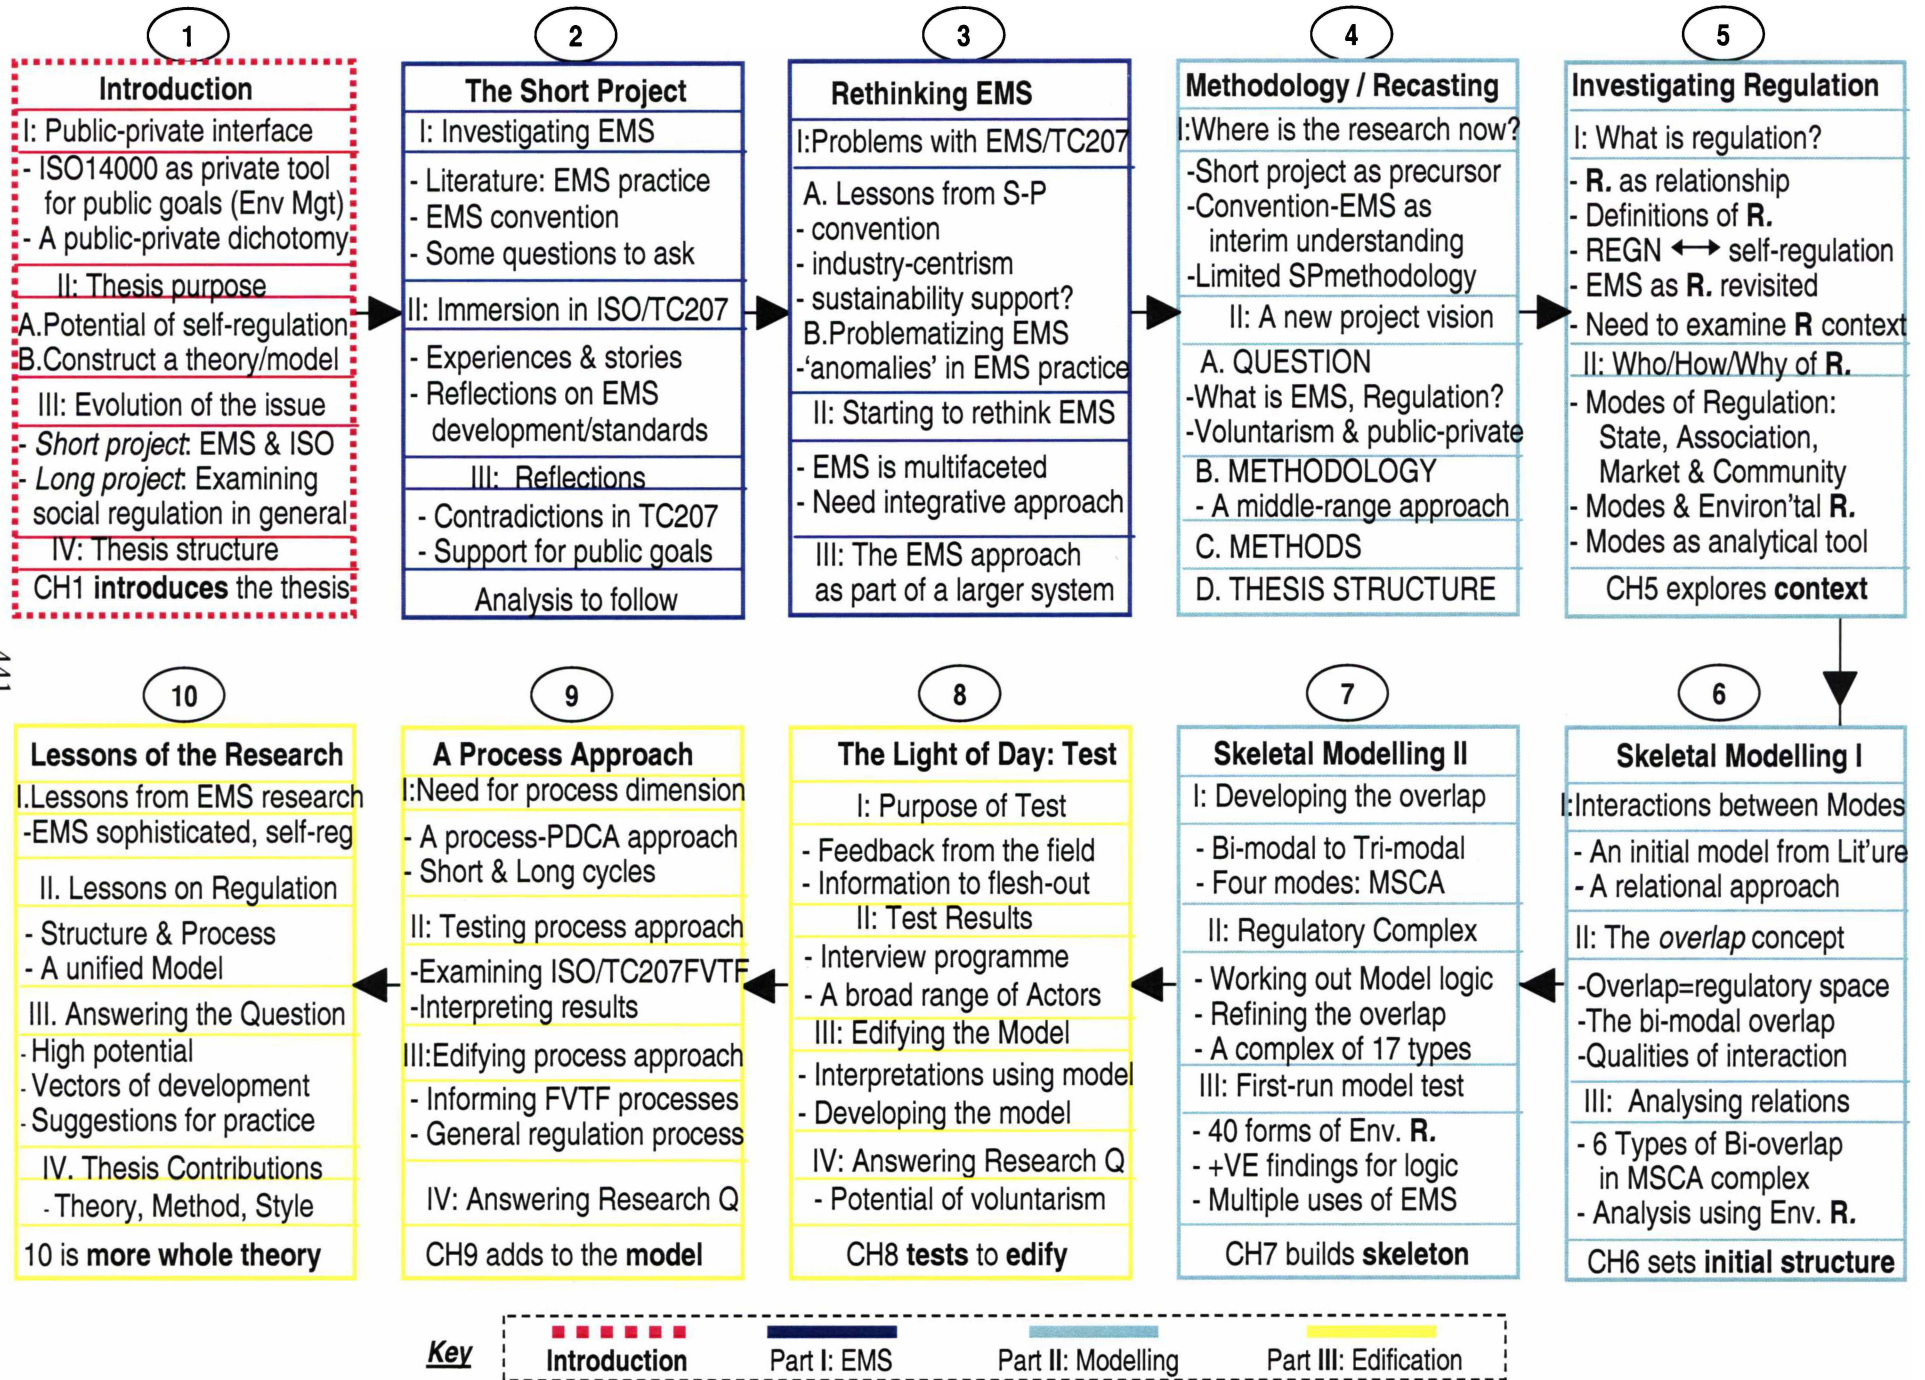 1
Introduction
I: Public-private interface
- ISO14000 as private tool
for public goals (Env Mgt)
- A public-private dichotomy
II: Thesis purpose
A.Potential of self-regulation
B.Construct a theory/model
III: Evolution of the issue
- Short project: EMS & ISO
- Long project: Examining
social regulation in general
IV: Thesis structure
CH1 introduces the thesis
2
The Short Project
I: Investigating EMS
- Literature: EMS practice
- EMS convention
- Some questions to ask
II: Immersion in ISO/TC207
- Experiences & stories
- Reflections on EMS
development/standards
III: Reflections
- Contradictions in TC207
- Support for public goals
Analysis to follow
3
Rethinking EMS
I:Problems with EMS/TC207
A. Lessons from S-P
- convention
- industry-centrism
- sustainability support?
B.Problematizing EMS
-'anomalies' in EMS practice
II: Starting to rethink EMS
- EMS is multifaceted
- Need integrative approach
III: The EMS approach
as part of a larger system
4
Methodology / Recasting
I:Where is the research now?
-Short project as precursor
-Convention-EMS as
interim understanding
-Limited SPmethodology
II: A new project vision
A. QUESTION
-What is EMS, Regulation?
-Voluntarism & public-private
B. METHODOLOGY
- A middle-range approach
C. METHODS
D. THESIS STRUCTURE
5
Investigating Regulation
I: What is regulation?
- R. as relationship
- Definitions of R.
- REGN ↔ self-regulation
- EMS as R. revisited
- Need to examine R context
II: Who/How/Why of R.
- Modes of Regulation:
State, Association,
Market & Community
- Modes & Environ'tal R.
- Modes as analytical tool
CH5 explores context
441
10
Lessons of the Research
I.Lessons from EMS research
-EMS sophisticated, self-reg
II. Lessons on Regulation
- Structure & Process
- A unified Model
III. Answering the Question
- High potential
- Vectors of development
- Suggestions for practice
IV. Thesis Contributions
- Theory, Method, Style
10 is more whole theory
9
A Process Approach
I:Need for process dimension
- A process-PDCA approach
- Short & Long cycles
II: Testing process approach
-Examining ISO/TC207FVTF
-Interpreting results
III:Edifying process approach
- Informing FVTF processes
- General regulation process
IV: Answering Research Q
CH9 adds to the model
8
The Light of Day: Test
I: Purpose of Test
- Feedback from the field
- Information to flesh-out
II: Test Results
- Interview programme
- A broad range of Actors
III: Edifying the Model
- Interpretations using model
- Developing the model
IV: Answering Research Q
- Potential of voluntarism
CH8 tests to edify
7
Skeletal Modelling II
I: Developing the overlap
- Bi-modal to Tri-modal
- Four modes: MSCA
II: Regulatory Complex
- Working out Model logic
- Refining the overlap
- A complex of 17 types
III: First-run model test
- 40 forms of Env. R.
- +VE findings for logic
- Multiple uses of EMS
CH7 builds skeleton
6
Skeletal Modelling I
I:Interactions between Modes
- An initial model from Lit'ure
- A relational approach
II: The overlap concept
-Overlap=regulatory space
-The bi-modal overlap
-Qualities of interaction
III: Analysing relations
- 6 Types of Bi-overlap
in MSCA complex
- Analysis using Env. R.
CH6 sets initial structure
Key
Introduction
Part I: EMS
Part II: Modelling
Part III: Edification